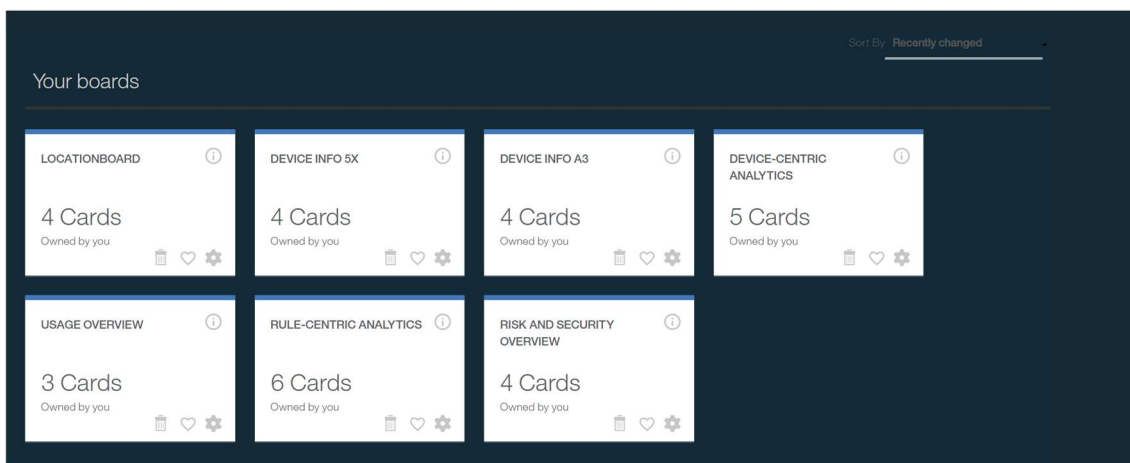 Sort By Recently changed
Your boards
LOCATIONBOARD
4 Cards
Owned by you
DEVICE INFO 5X
4 Cards
Owned by you
DEVICE INFO A3
4 Cards
Owned by you
DEVICE-CENTRIC
ANALYTICS
5 Cards
Owned by you
USAGE OVERVIEW
3 Cards
Owned by you
RULE-CENTRIC ANALYTICS
6 Cards
Owned by you
RISK AND SECURITY
OVERVIEW
4 Cards
Owned by you